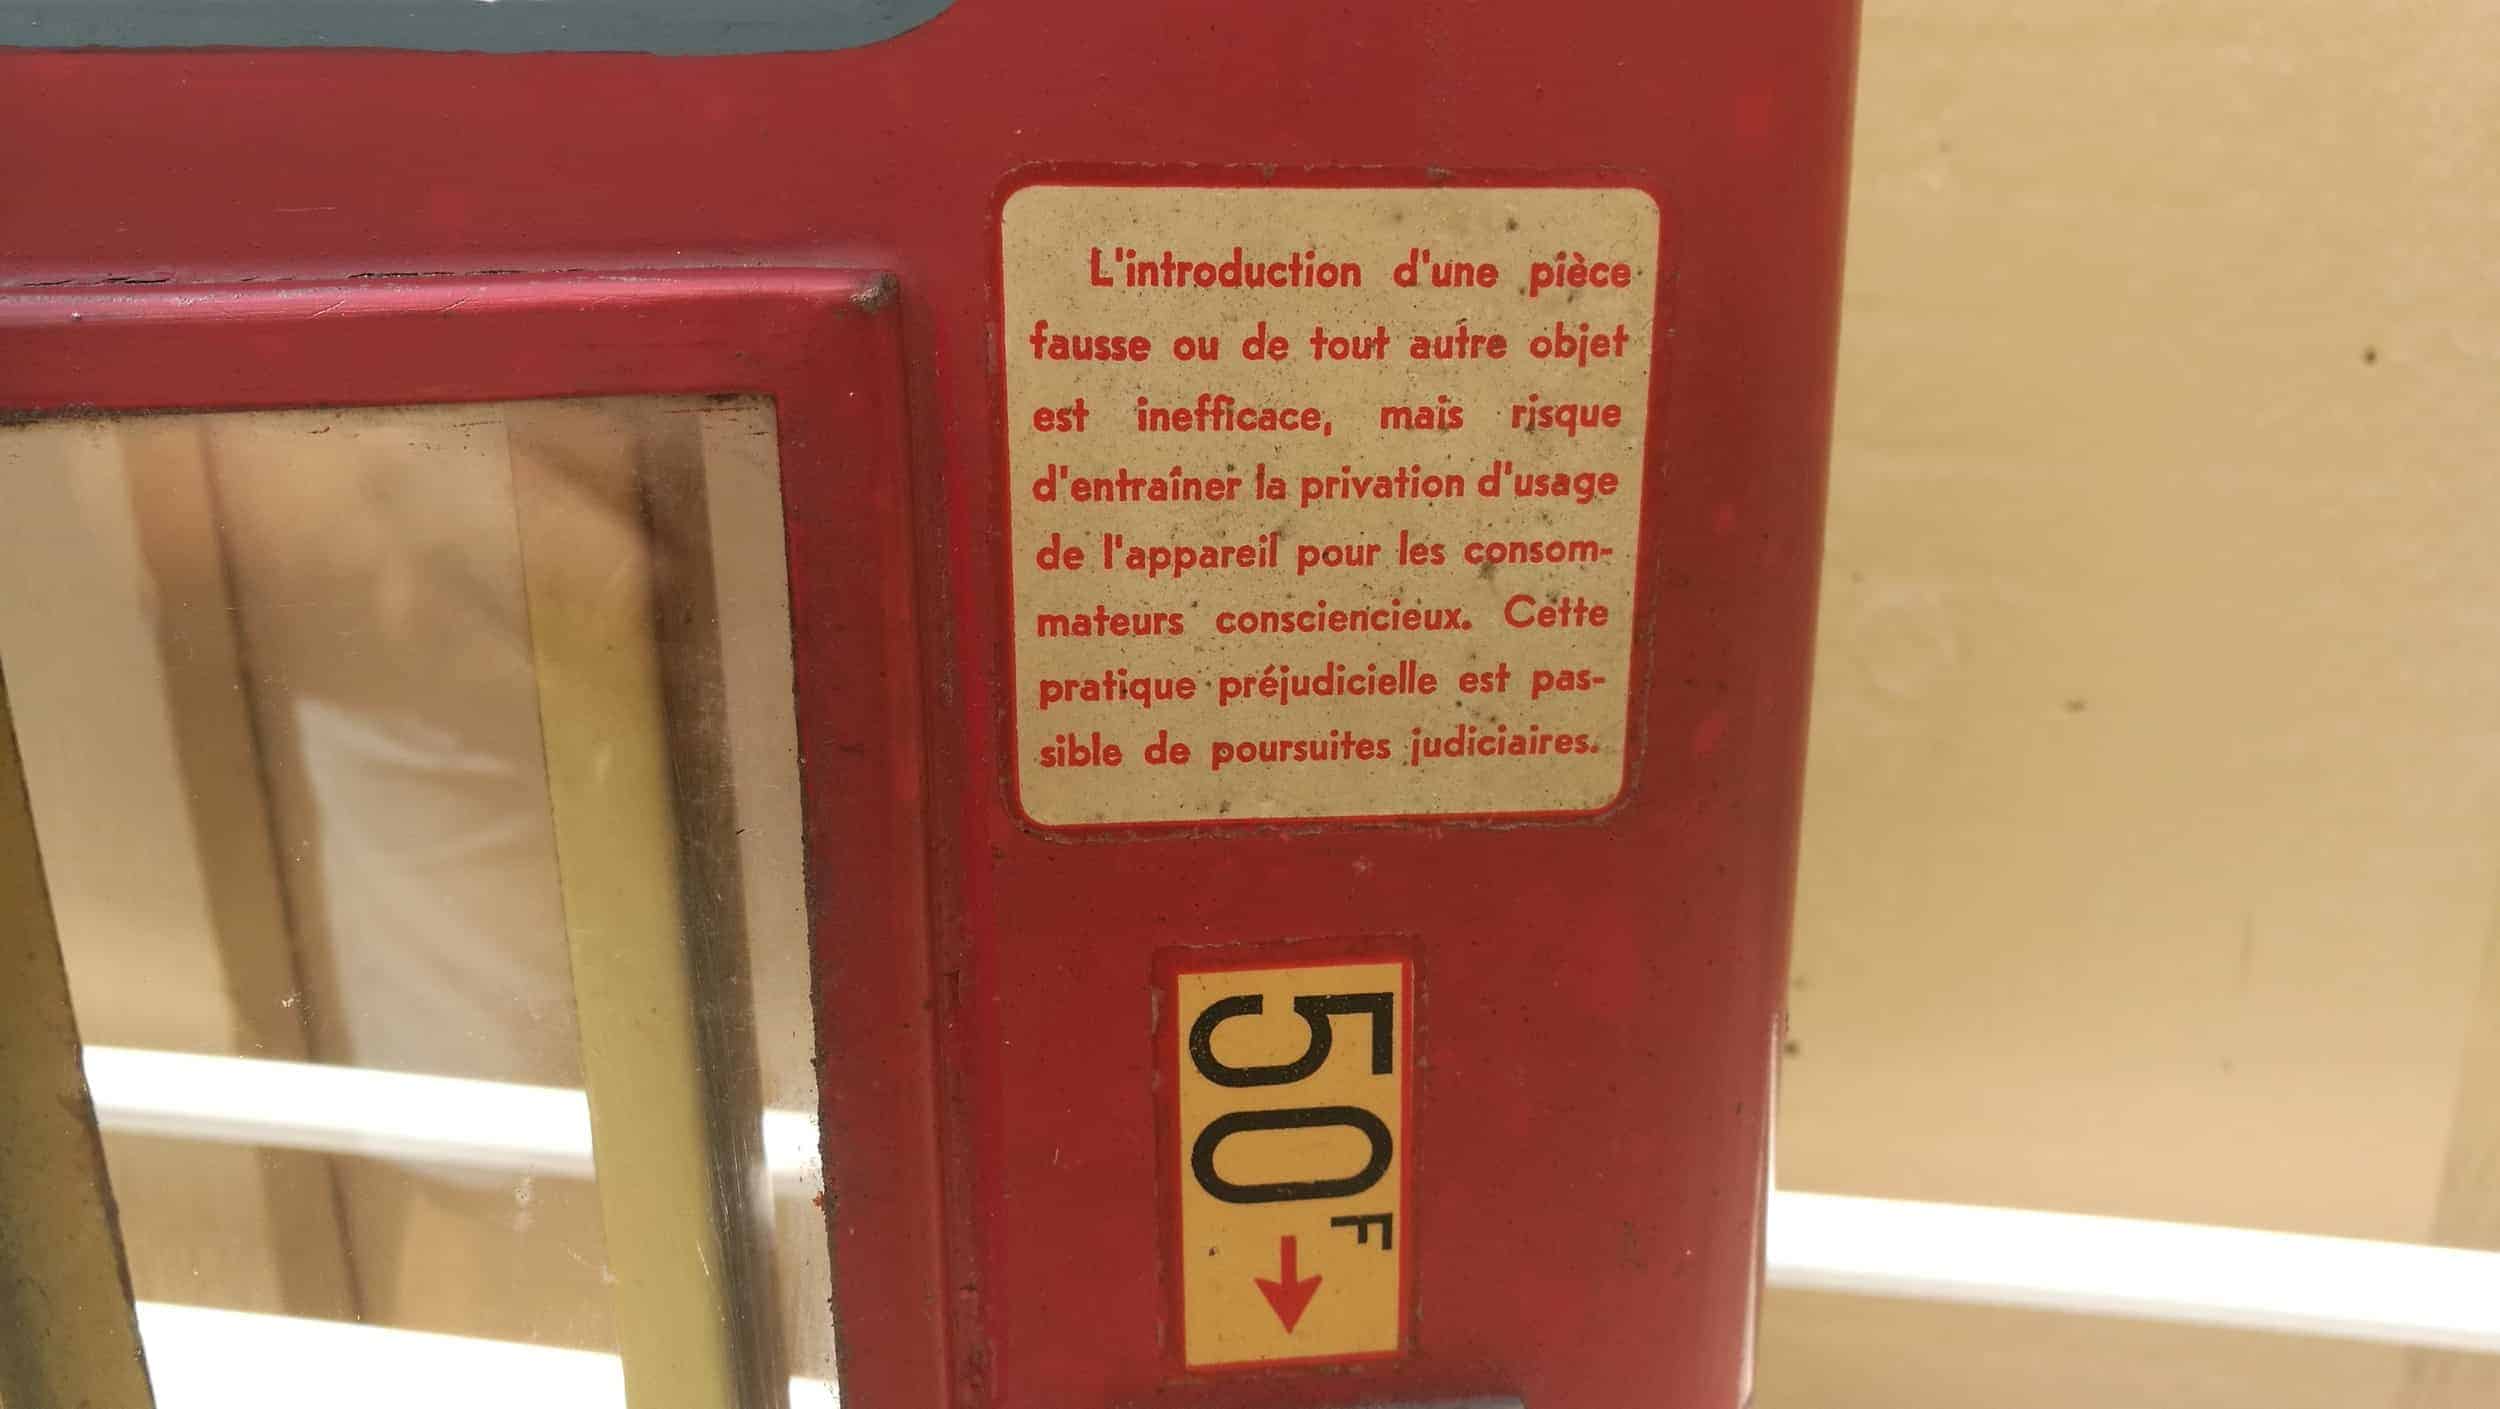 L'introduction d'une pièce
fausse ou de tout autre objet
est inefficace, mais risque
d'entraîner la privation d'usage
de l'appareil pour les consom-
mateurs consciencieux. Cette
pratique préjudicielle est pas-
sible de poursuites judiciaires.
50F